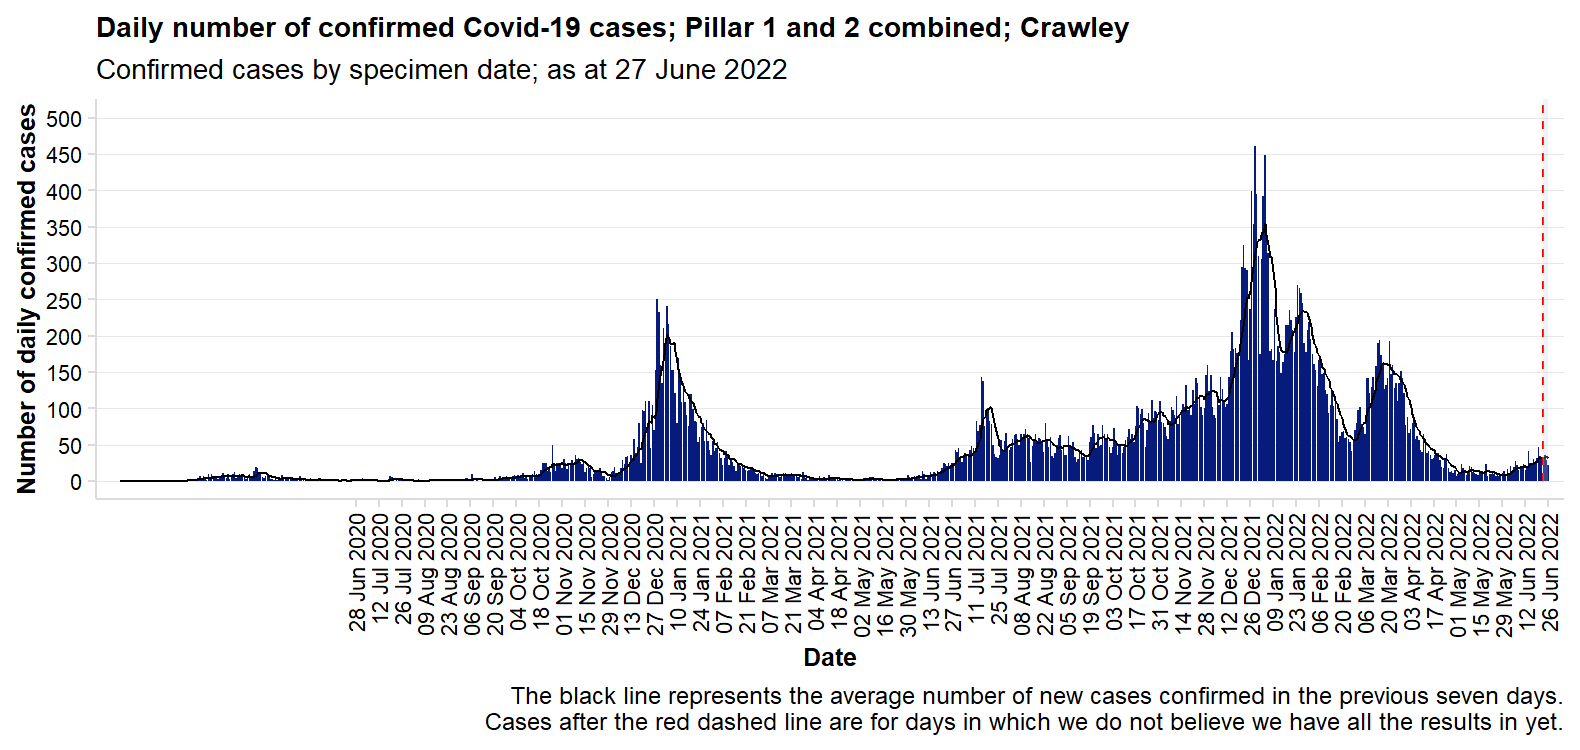 Daily number of confirmed Covid-19 cases; Pillar 1 and 2 combined; Crawley
Confirmed cases by specimen date; as at 27 June 2022
Number of daily confirmed cases
500
450
400
350
300
250
200
150
100
50
0
28 Jun 2020
12 Jul 2020
26 Jul 2020
09 Aug 2020
23 Aug 2020
06 Sep 2020
20 Sep 2020
04 Oct 2020
18 Oct 2020
01 Nov 2020
15 Nov 2020
29 Nov 2020
13 Dec 2020
27 Dec 2020
10 Jan 2021
24 Jan 2021
07 Feb 2021
21 Feb 2021
07 Mar 2021
21 Mar 2021
04 Apr 2021
18 Apr 2021
02 May 2021
16 May 2021
30 May 2021
13 Jun 2021
27 Jun 2021
11 Jul 2021
25 Jul 2021
08 Aug 2021
22 Aug 2021
05 Sep 2021
19 Sep 2021
03 Oct 2021
17 Oct 2021
31 Oct 2021
14 Nov 2021
28 Nov 2021
12 Dec 2021
26 Dec 2021
09 Jan 2022
23 Jan 2022
06 Feb 2022
20 Feb 2022
06 Mar 2022
20 Mar 2022
03 Apr 2022
17 Apr 2022
01 May 2022
15 May 2022
29 May 2022
12 Jun 2022
26 Jun 2022
Date
The black line represents the average number of new cases confirmed in the previous seven days.
Cases after the red dashed line are for days in which we do not believe we have all the results in yet.